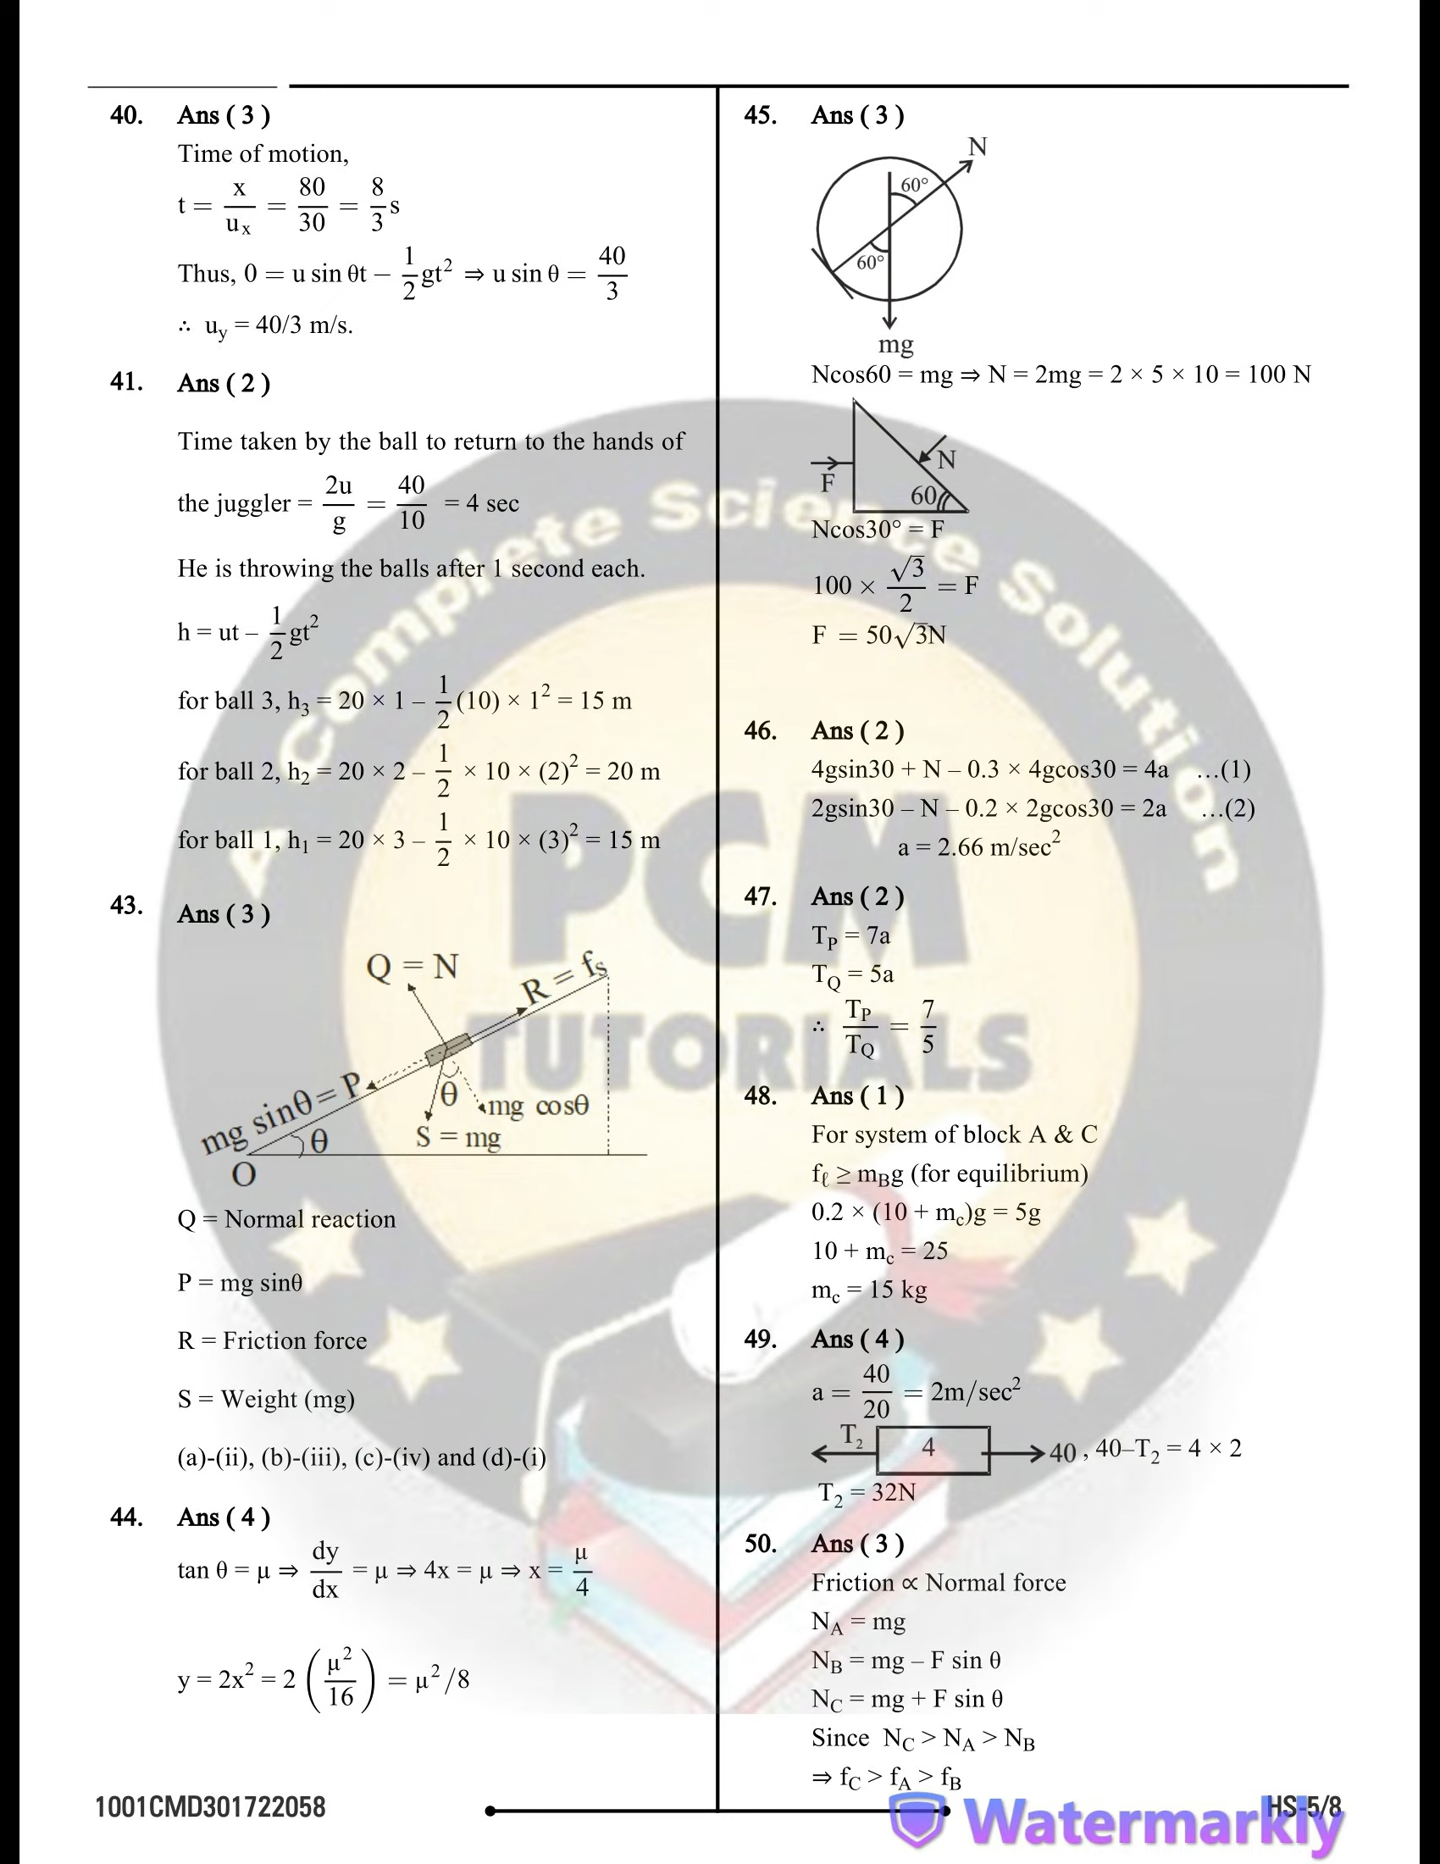 40. Ans ( 3 )
Time of motion,
t = x/uₓ = 80/30 = 8/3 s
Thus, 0 = u sin θt – 1/2 gt² ⇒ u sin θ = 40/3
∴ u_y = 40/3 m/s.
41. Ans ( 2 )
Time taken by the ball to return to the hands of
the juggler = 2u/g = 40/10 = 4 sec
He is throwing the balls after 1 second each.
h = ut – 1/2 gt²
for ball 3, h₃ = 20 × 1 – 1/2 (10) × 1² = 15 m
for ball 2, h₂ = 20 × 2 – 1/2 × 10 × (2)² = 20 m
for ball 1, h₁ = 20 × 3 – 1/2 × 10 × (3)² = 15 m
43. Ans ( 3 )
Q = N
R = fₛ
mg sinθ = P
θ
mg cosθ
S = mg
θ
O
Q = Normal reaction
P = mg sinθ
R = Friction force
S = Weight (mg)
(a)-(ii), (b)-(iii), (c)-(iv) and (d)-(i)
44. Ans ( 4 )
tan θ = μ ⇒ dy/dx = μ ⇒ 4x = μ ⇒ x = μ/4
y = 2x² = 2 (μ²/16) = μ²/8
45. Ans ( 3 )
N
60°
60°
mg
Ncos60 = mg ⇒ N = 2mg = 2 × 5 × 10 = 100 N
F
N
60
Ncos30° = F
100 × √3/2 = F
F = 50√3N
46. Ans ( 2 )
4gsin30 + N – 0.3 × 4gcos30 = 4a …(1)
2gsin30 – N – 0.2 × 2gcos30 = 2a …(2)
a = 2.66 m/sec²
47. Ans ( 2 )
T_P = 7a
T_Q = 5a
∴ T_P/T_Q = 7/5
48. Ans ( 1 )
For system of block A & C
f_ℓ ≥ m_Bg (for equilibrium)
0.2 × (10 + m_c)g = 5g
10 + m_c = 25
m_c = 15 kg
49. Ans ( 4 )
a = 40/20 = 2m/sec²
T₂ 4 40 , 40–T₂ = 4 × 2
T₂ = 32N
50. Ans ( 3 )
Friction ∝ Normal force
N_A = mg
N_B = mg – F sin θ
N_C = mg + F sin θ
Since N_C > N_A > N_B
⇒ f_C > f_A > f_B
A Complete Science Solution
PCM
TUTORIALS
1001CMD301722058
HS-5/8
Watermarkly